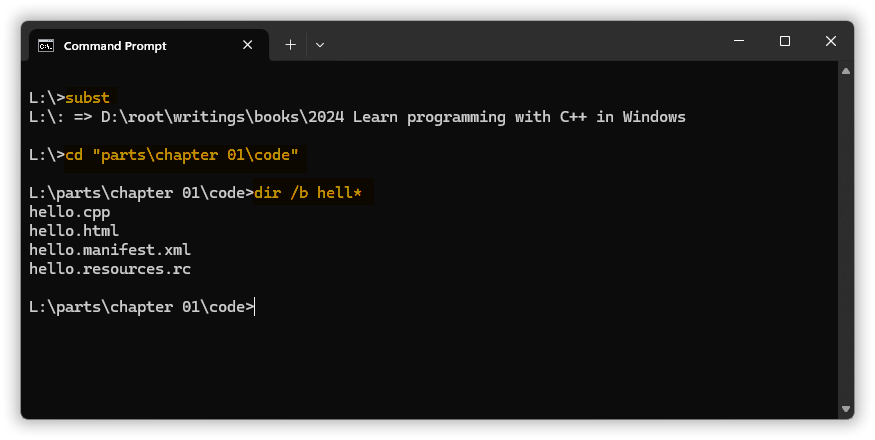 Command Prompt
L:\>subst
L:\: => D:\root\writings\books\2024 Learn programming with C++ in Windows
L:\>cd "parts\chapter 01\code"
L:\parts\chapter 01\code>dir /b hell*
hello.cpp
hello.html
hello.manifest.xml
hello.resources.rc
L:\parts\chapter 01\code>